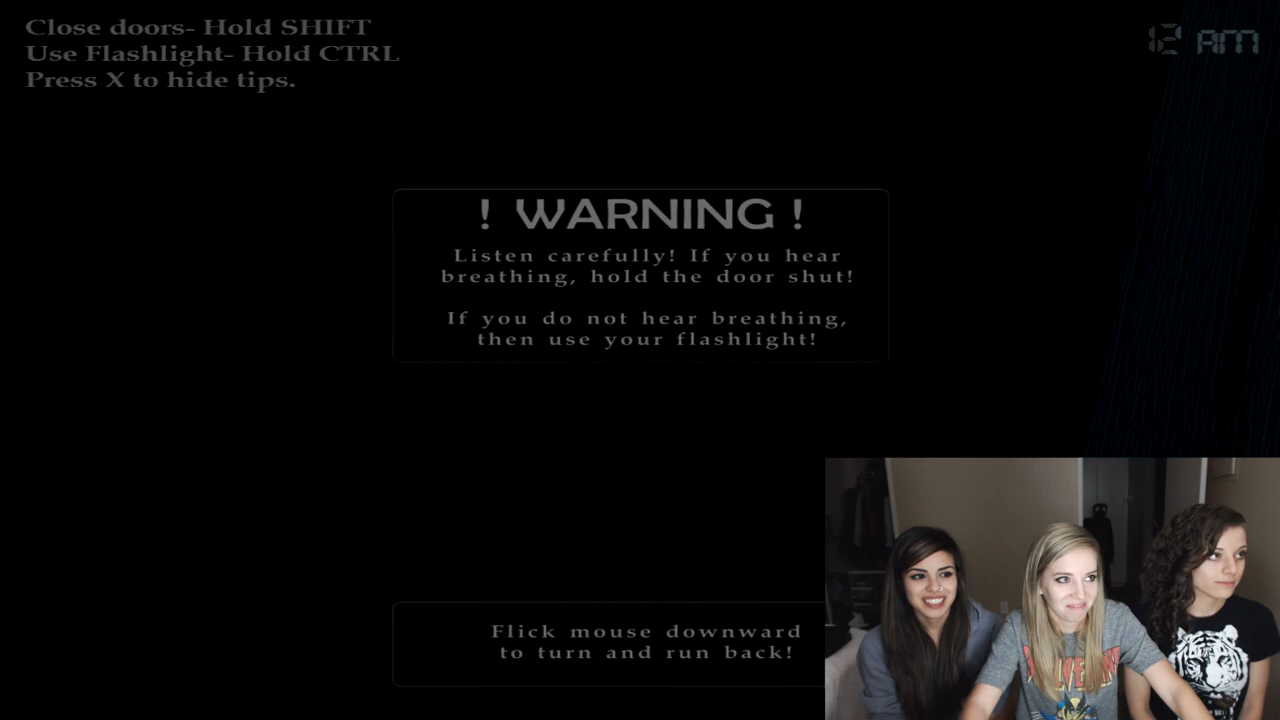 Close doors- Hold SHIFT
Use Flashlight- Hold CTRL
Press X to hide tips.
12 AM
! WARNING !
Listen carefully! If you hear
breathing, hold the door shut!
If you do not hear breathing,
then use your flashlight!
Flick mouse downward
to turn and run back!
WOLVERINE